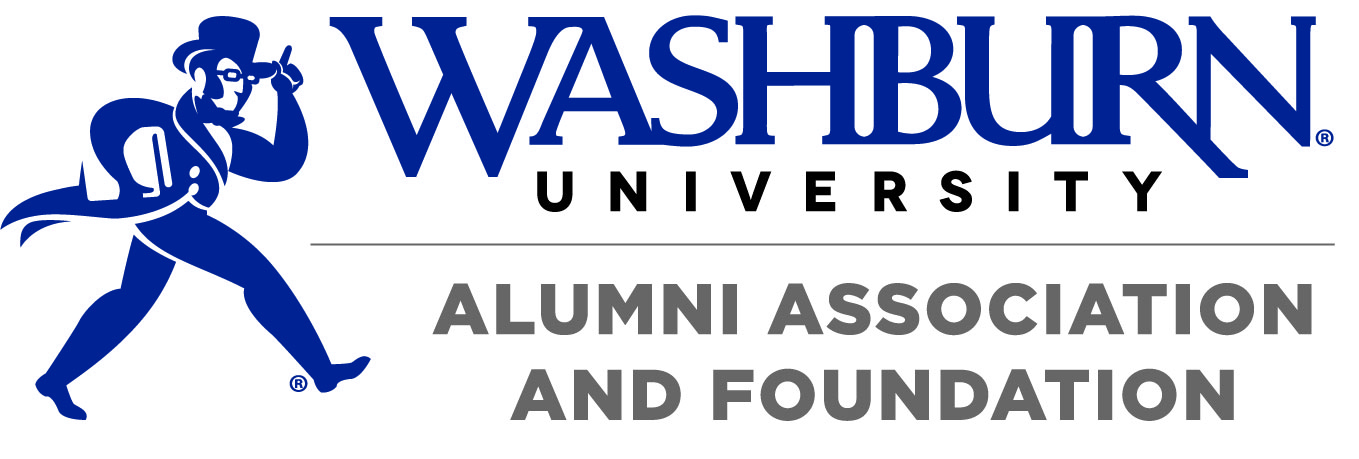 WASHBURN®
UNIVERSITY
ALUMNI ASSOCIATION
AND FOUNDATION
®